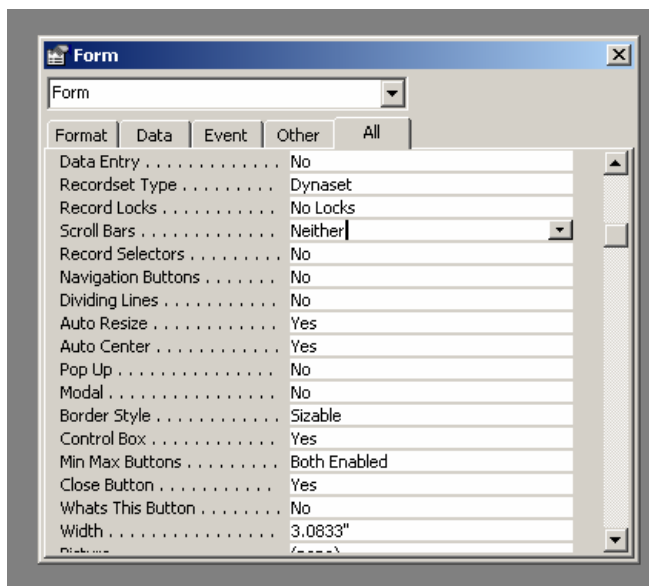 Form
Form
Format Data Event Other All
Data Entry . . . . . . . . . . . . . No
Recordset Type . . . . . . . . . Dynaset
Record Locks . . . . . . . . . . . No Locks
Scroll Bars . . . . . . . . . . . . . Neither
Record Selectors . . . . . . . . . No
Navigation Buttons . . . . . . . No
Dividing Lines . . . . . . . . . . . No
Auto Resize . . . . . . . . . . . . Yes
Auto Center . . . . . . . . . . . . Yes
Pop Up . . . . . . . . . . . . . . . No
Modal . . . . . . . . . . . . . . . . No
Border Style . . . . . . . . . . . . Sizable
Control Box . . . . . . . . . . . . Yes
Min Max Buttons . . . . . . . . . Both Enabled
Close Button . . . . . . . . . . . Yes
Whats This Button . . . . . . . . No
Width . . . . . . . . . . . . . . . . 3.0833"